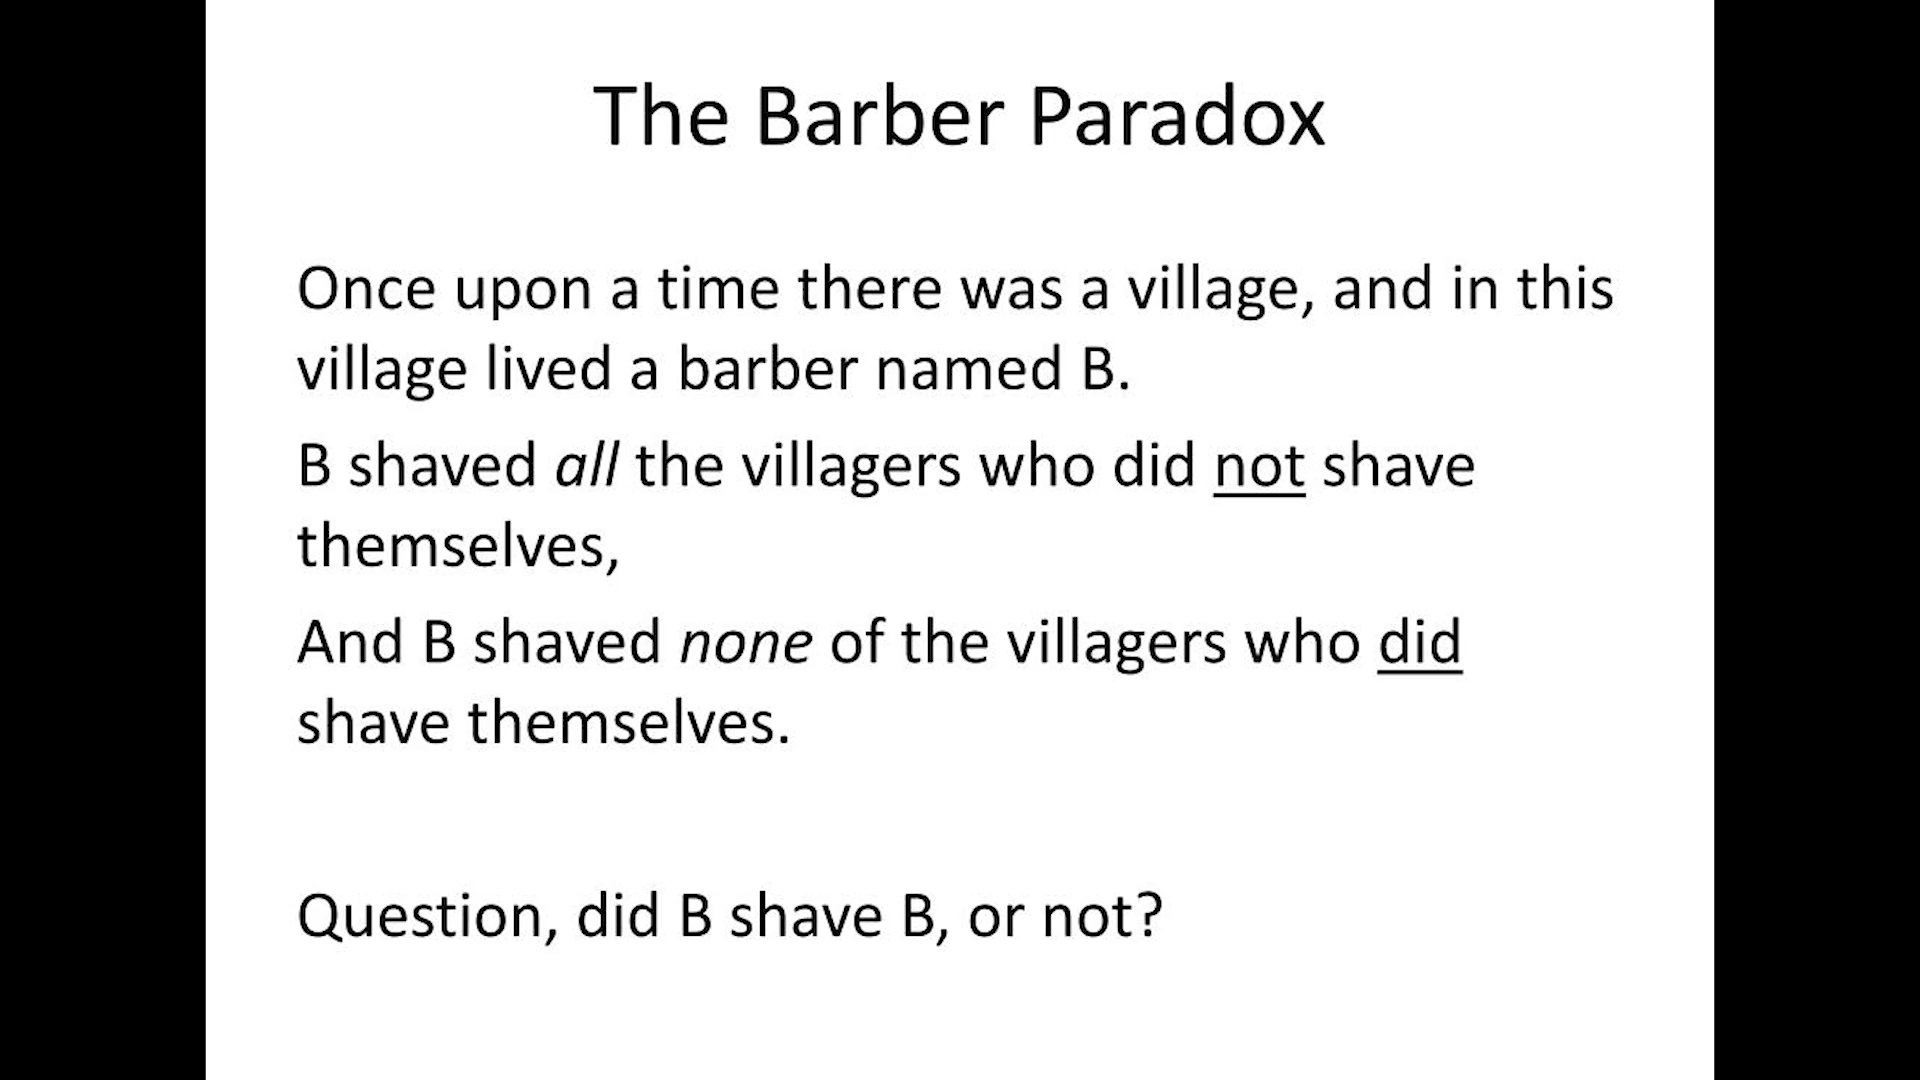 The Barber Paradox
Once upon a time there was a village, and in this
village lived a barber named B.
B shaved all the villagers who did not shave
themselves,
And B shaved none of the villagers who did
shave themselves.
Question, did B shave B, or not?